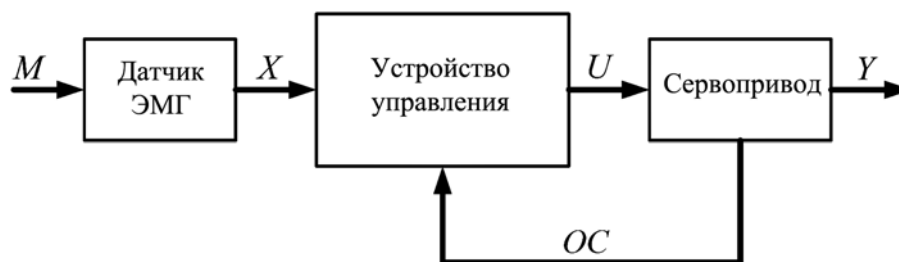 M
Датчик
ЭМГ
X
Устройство
управления
U
Сервопривод
Y
ОС